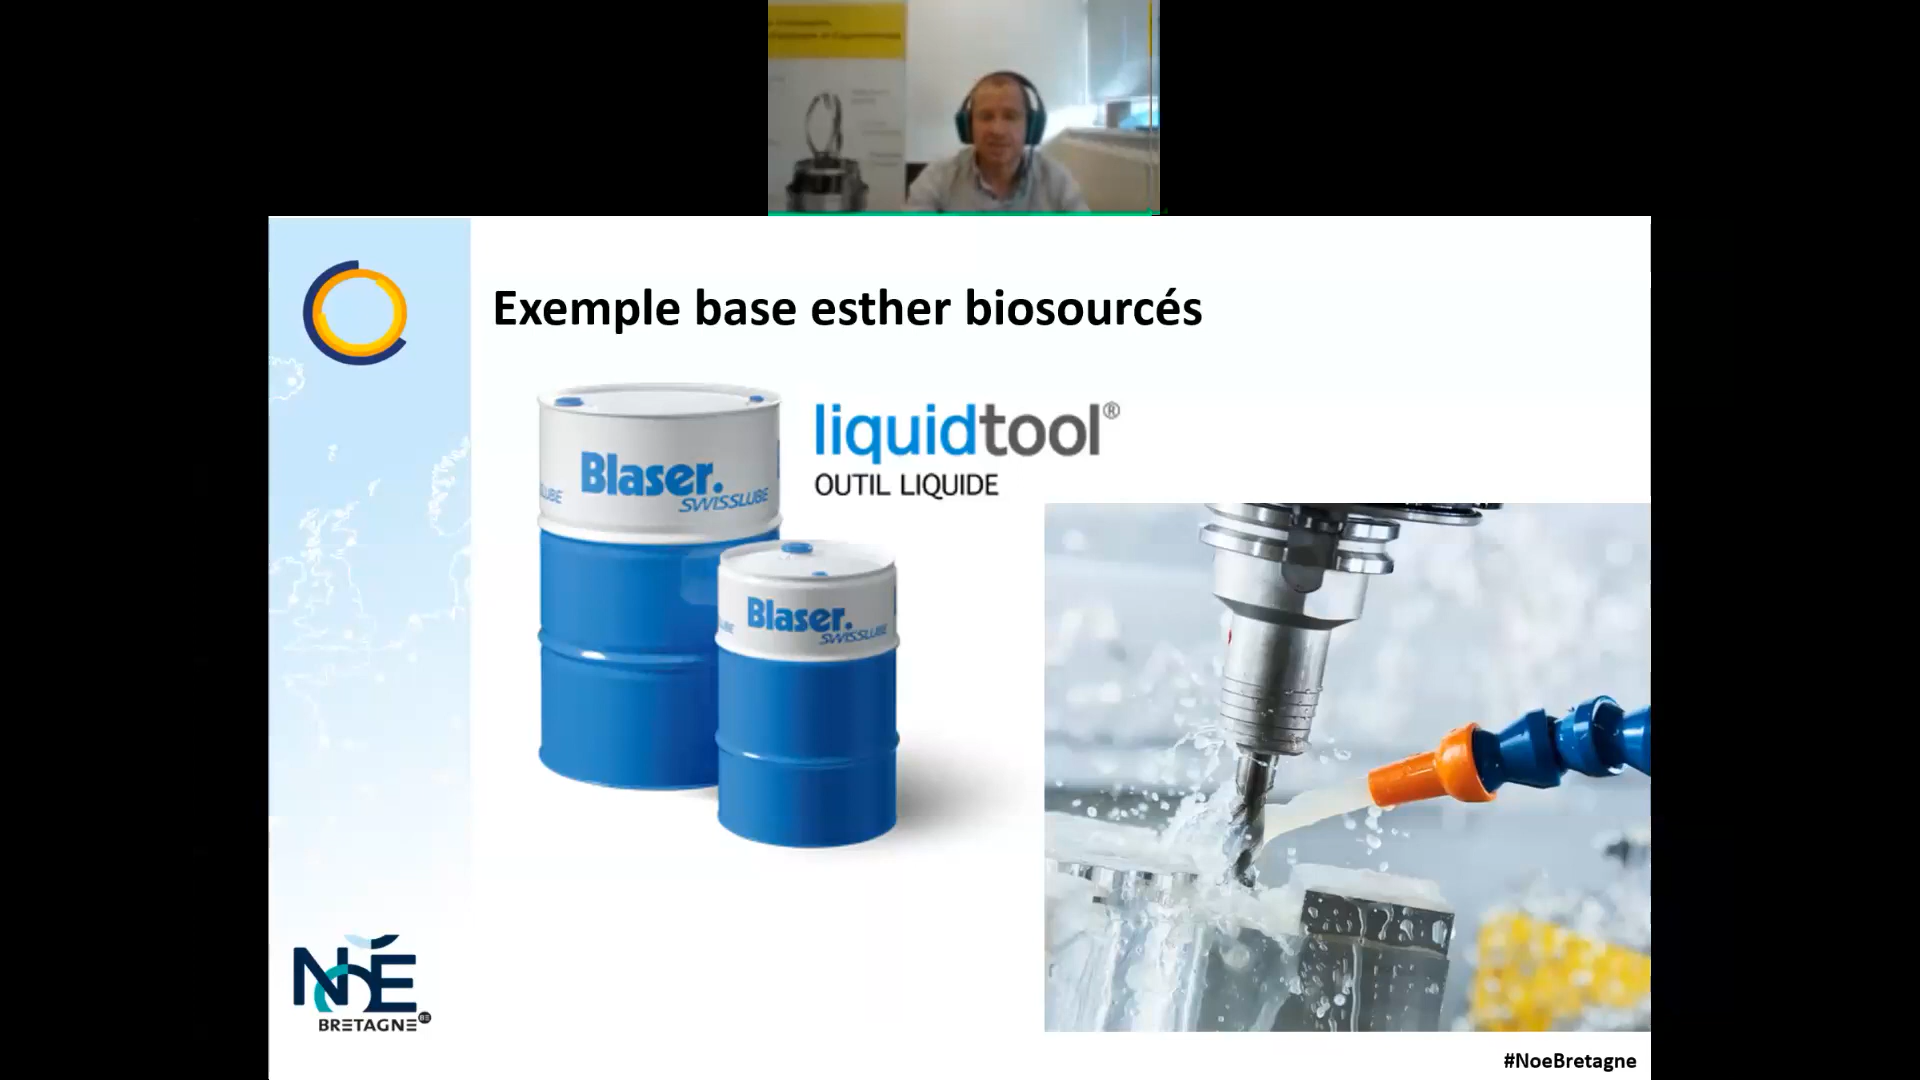 Exemple base esther biosourcés
liquidtool®
OUTIL LIQUIDE
Blaser.
SWISSLUBE
Blaser.
SWISSLUBE
NOÉ
BRETAGNE
#NoeBretagne